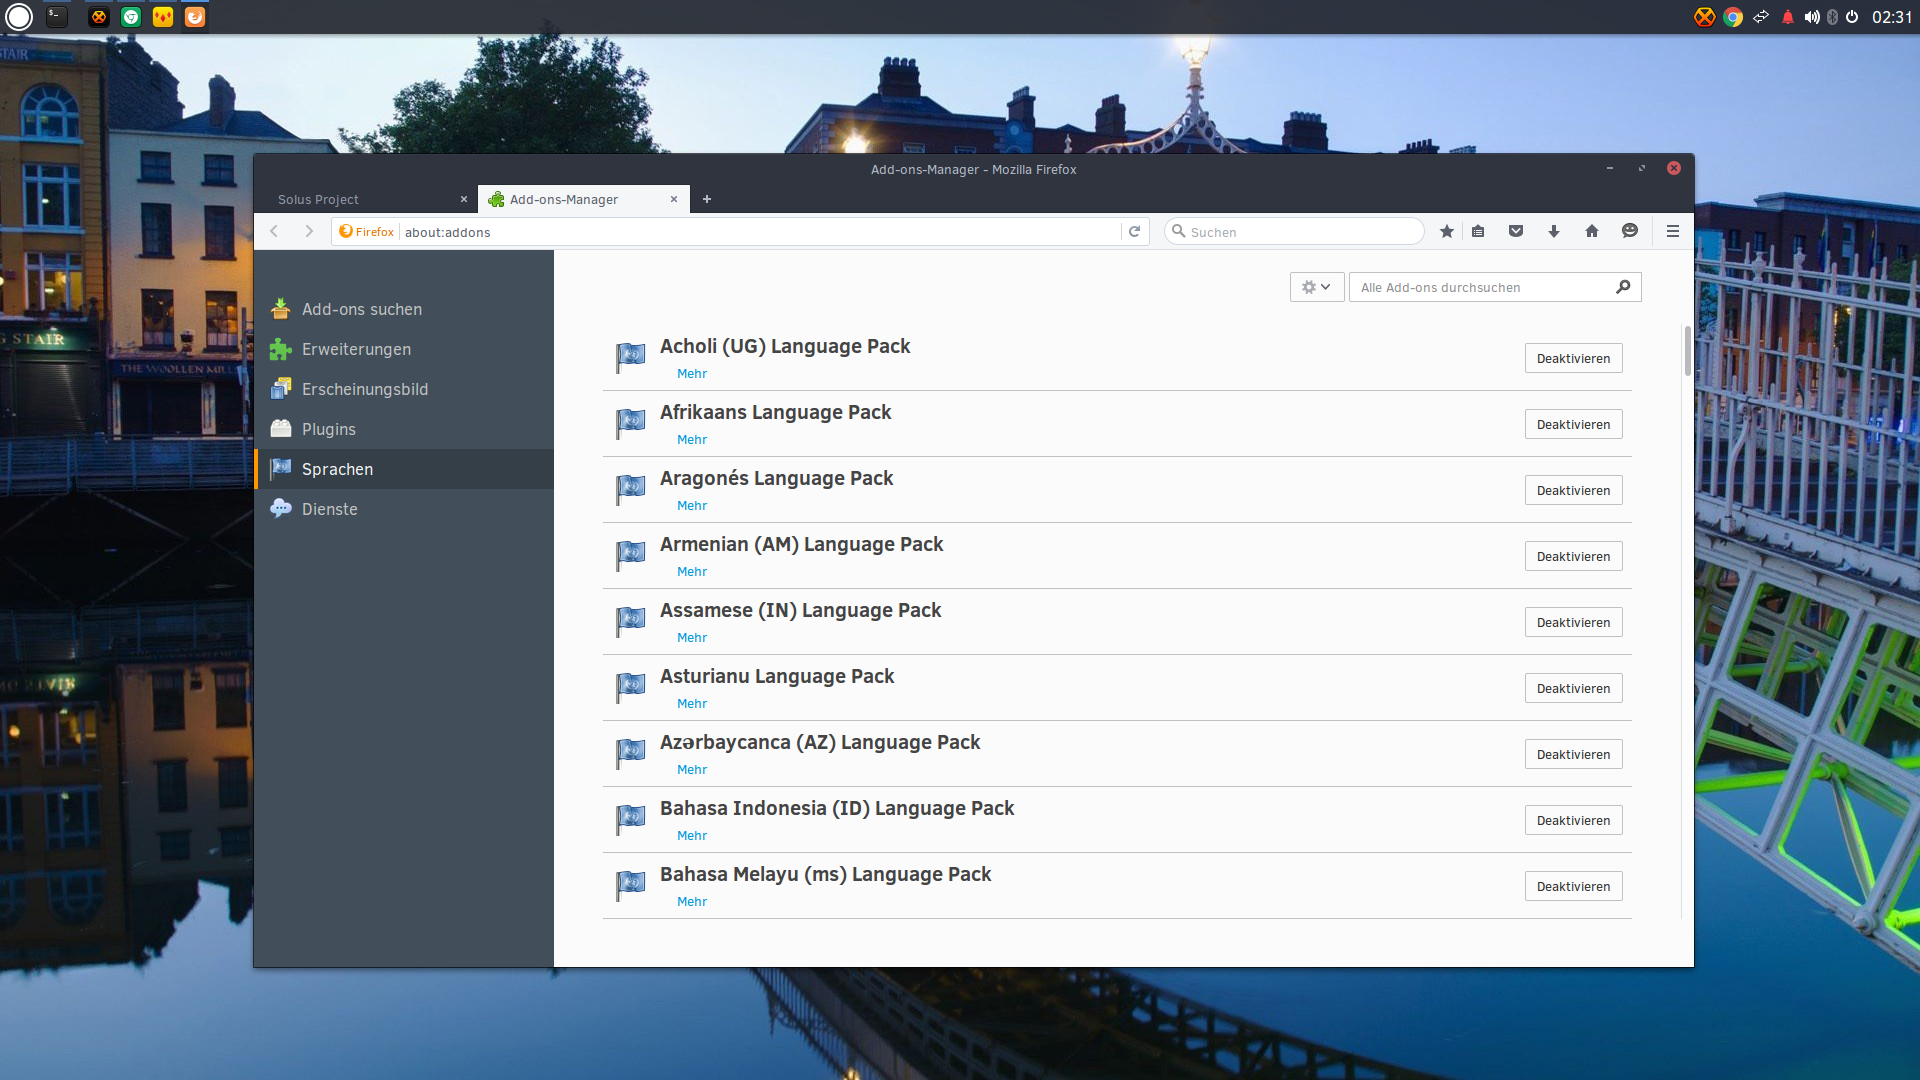 02:31
STAIR
G STAIR
THE WOOLLEN MILL
Add-ons-Manager - Mozilla Firefox
Solus Project
Add-ons-Manager
Firefox
about:addons
Suchen
Add-ons suchen
Erweiterungen
Erscheinungsbild
Plugins
Sprachen
Dienste
Alle Add-ons durchsuchen
Acholi (UG) Language Pack
Mehr
Deaktivieren
Afrikaans Language Pack
Mehr
Deaktivieren
Aragonés Language Pack
Mehr
Deaktivieren
Armenian (AM) Language Pack
Mehr
Deaktivieren
Assamese (IN) Language Pack
Mehr
Deaktivieren
Asturianu Language Pack
Mehr
Deaktivieren
Azərbaycanca (AZ) Language Pack
Mehr
Deaktivieren
Bahasa Indonesia (ID) Language Pack
Mehr
Deaktivieren
Bahasa Melayu (ms) Language Pack
Mehr
Deaktivieren